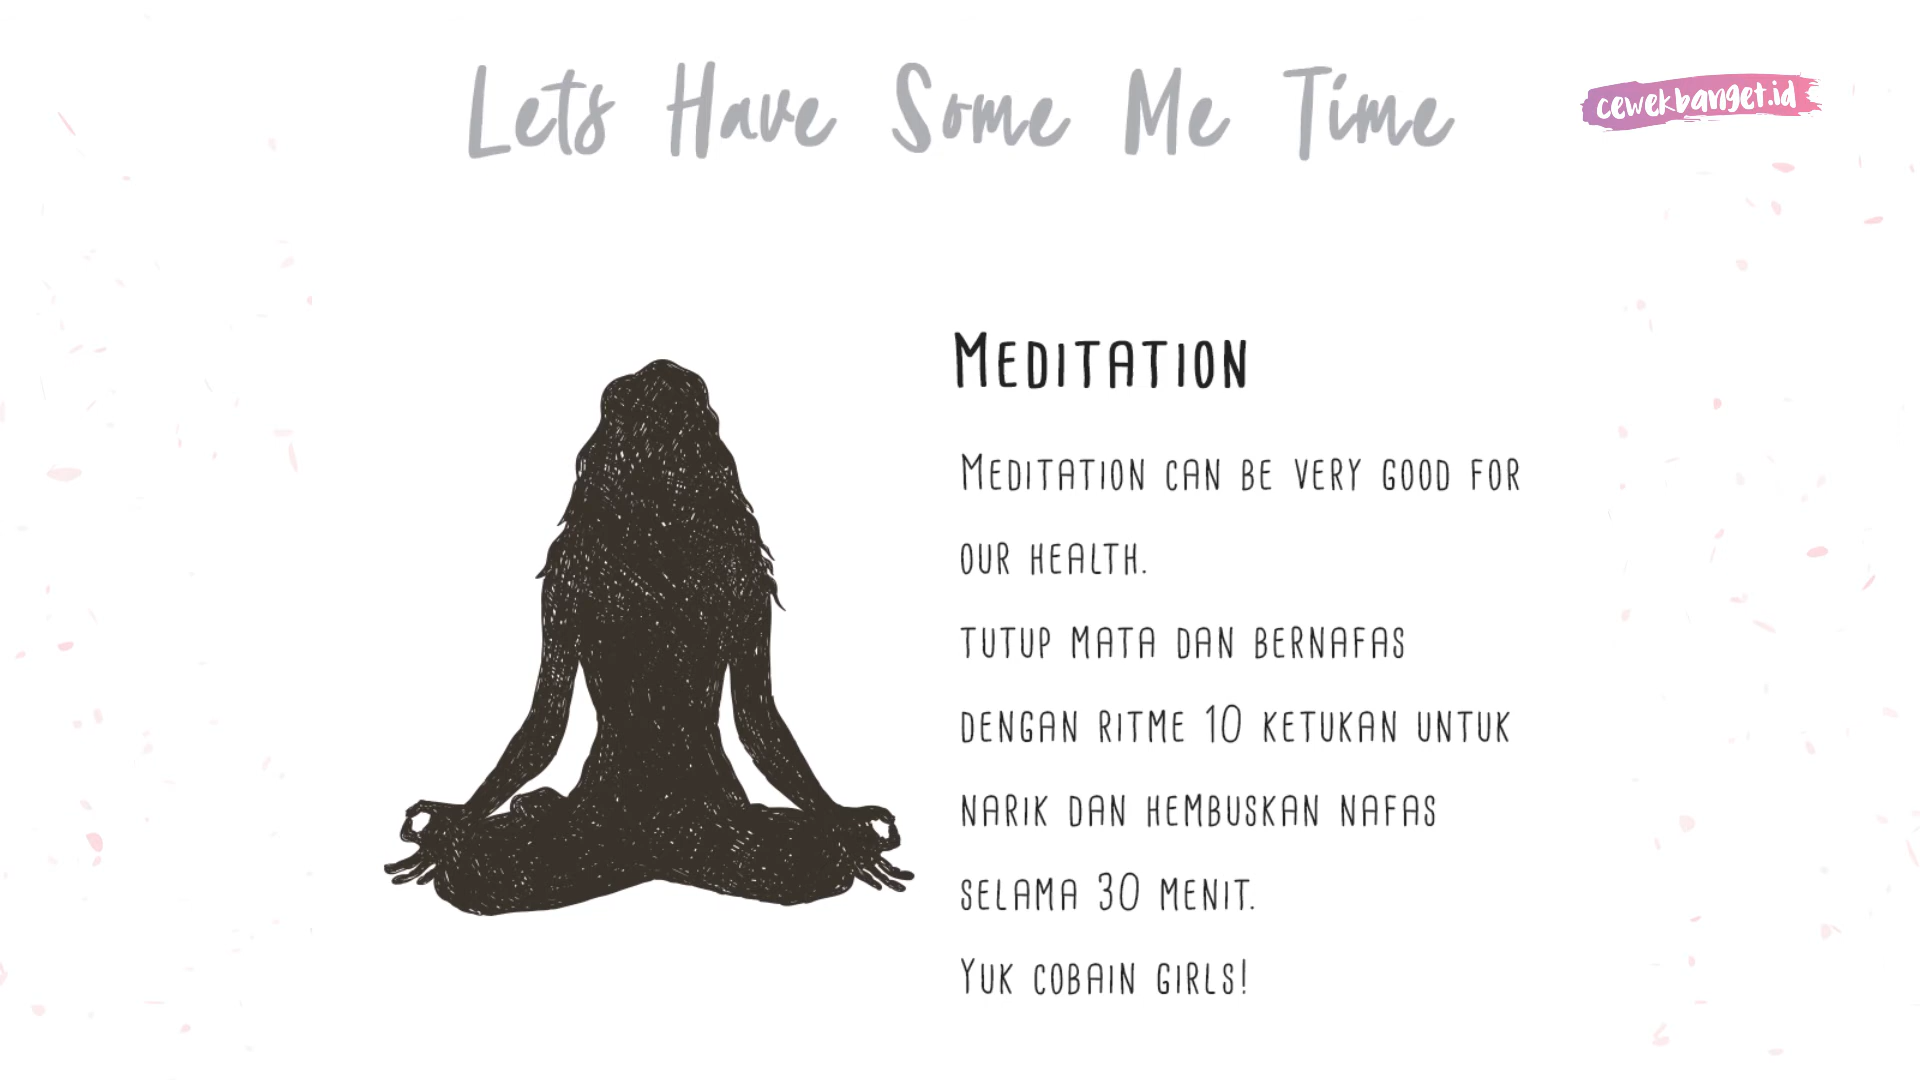 Lets Have Some Me Time
cewekbanget.id
MEDITATION
MEDITATION CAN BE VERY GOOD FOR
OUR HEALTH.
TUTUP MATA DAN BERNAFAS
DENGAN RITME 10 KETUKAN UNTUK
NARIK DAN HEMBUSKAN NAFAS
SELAMA 30 MENIT.
YUK COBAIN GIRLS!